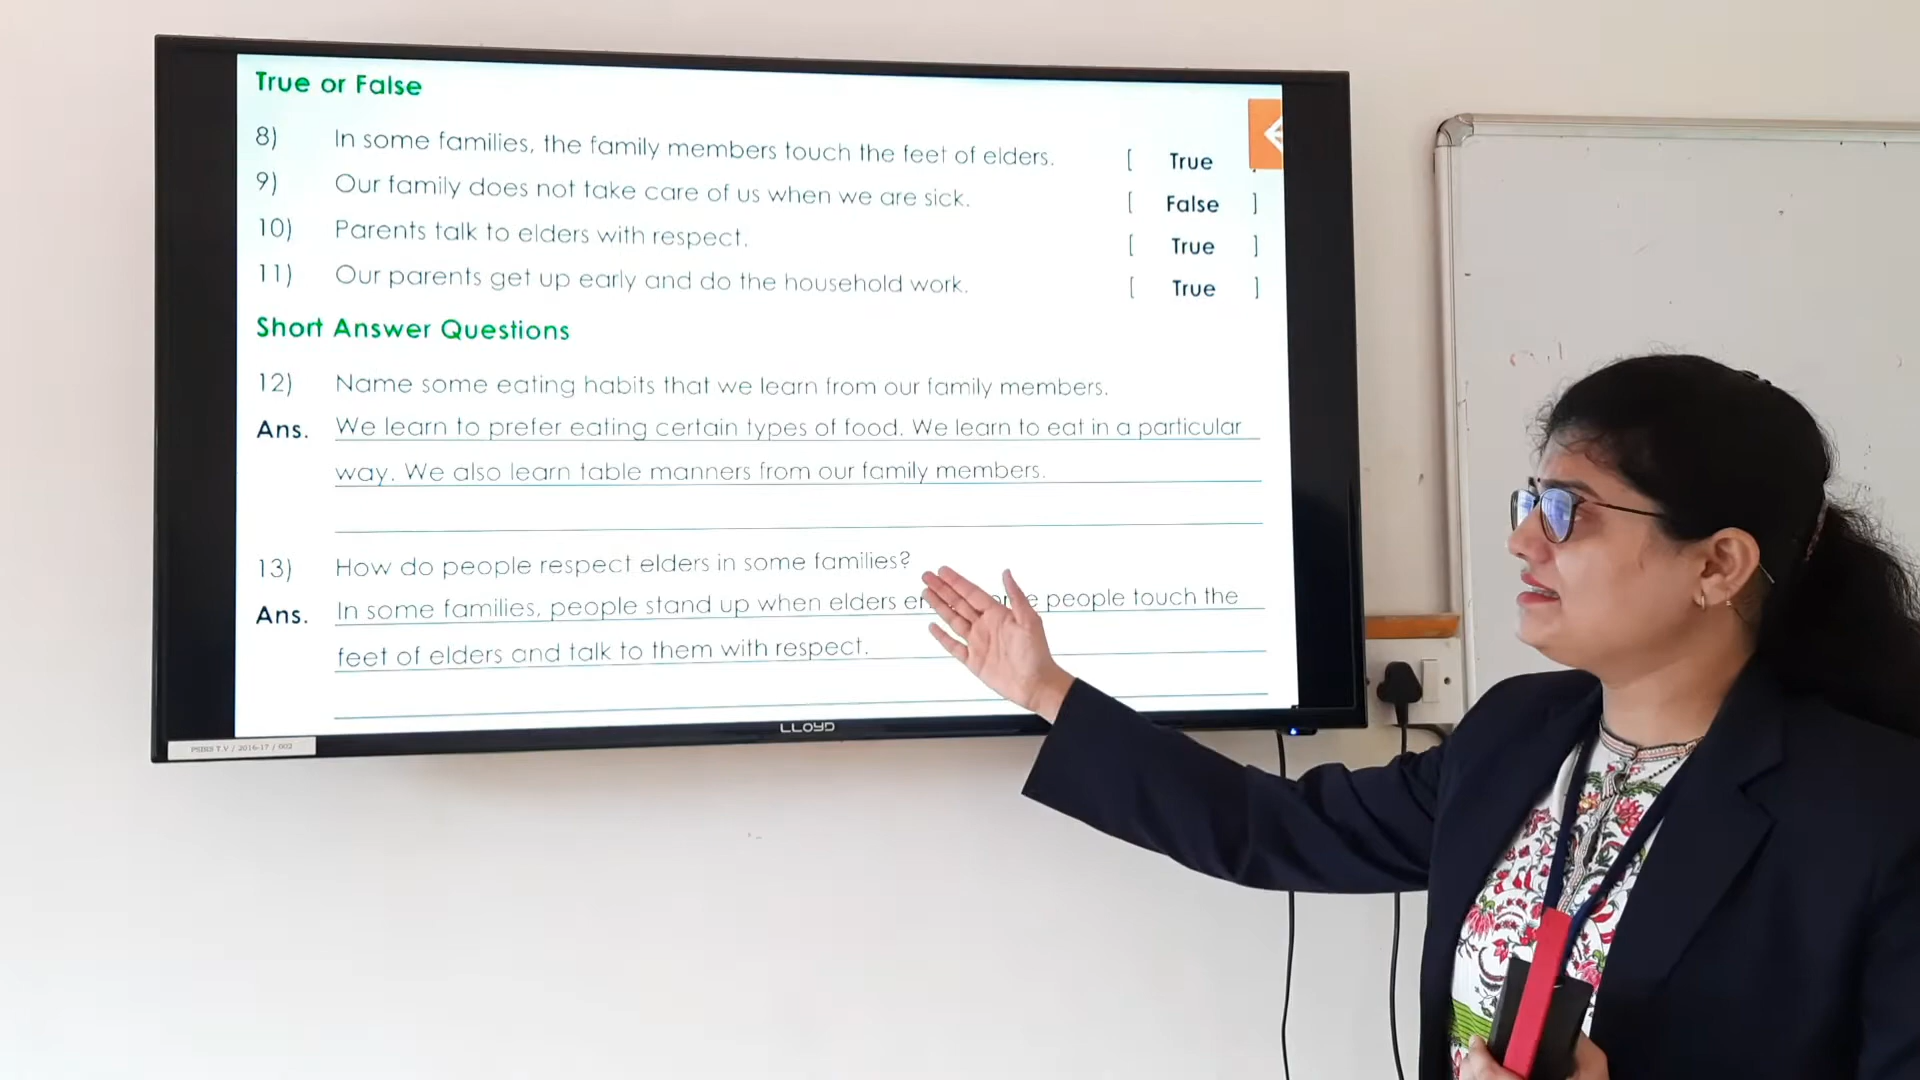 True or False
8) In some families, the family members touch the feet of elders. [ True
9) Our family does not take care of us when we are sick. [ False ]
10) Parents talk to elders with respect. [ True ]
11) Our parents get up early and do the household work. [ True ]
Short Answer Questions
12) Name some eating habits that we learn from our family members.
Ans. We learn to prefer eating certain types of food. We learn to eat in a particular
way. We also learn table manners from our family members.
13) How do people respect elders in some families?
Ans. In some families, people stand up when elders people touch the
feet of elders and talk to them with respect.
LLOYD
PSBIS T.V / 2016-17 / 002